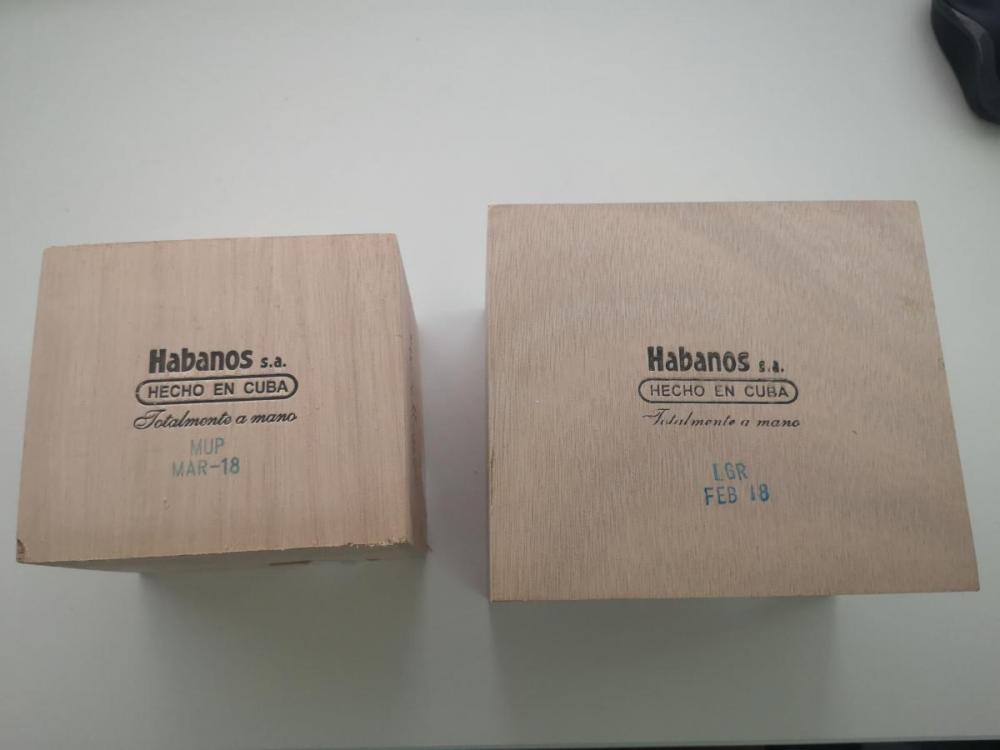 Habanos s.a.
HECHO EN CUBA
Totalmente a mano
MUP
MAR-18
Habanos s.a.
HECHO EN CUBA
Totalmente a mano
LGR
FEB 18